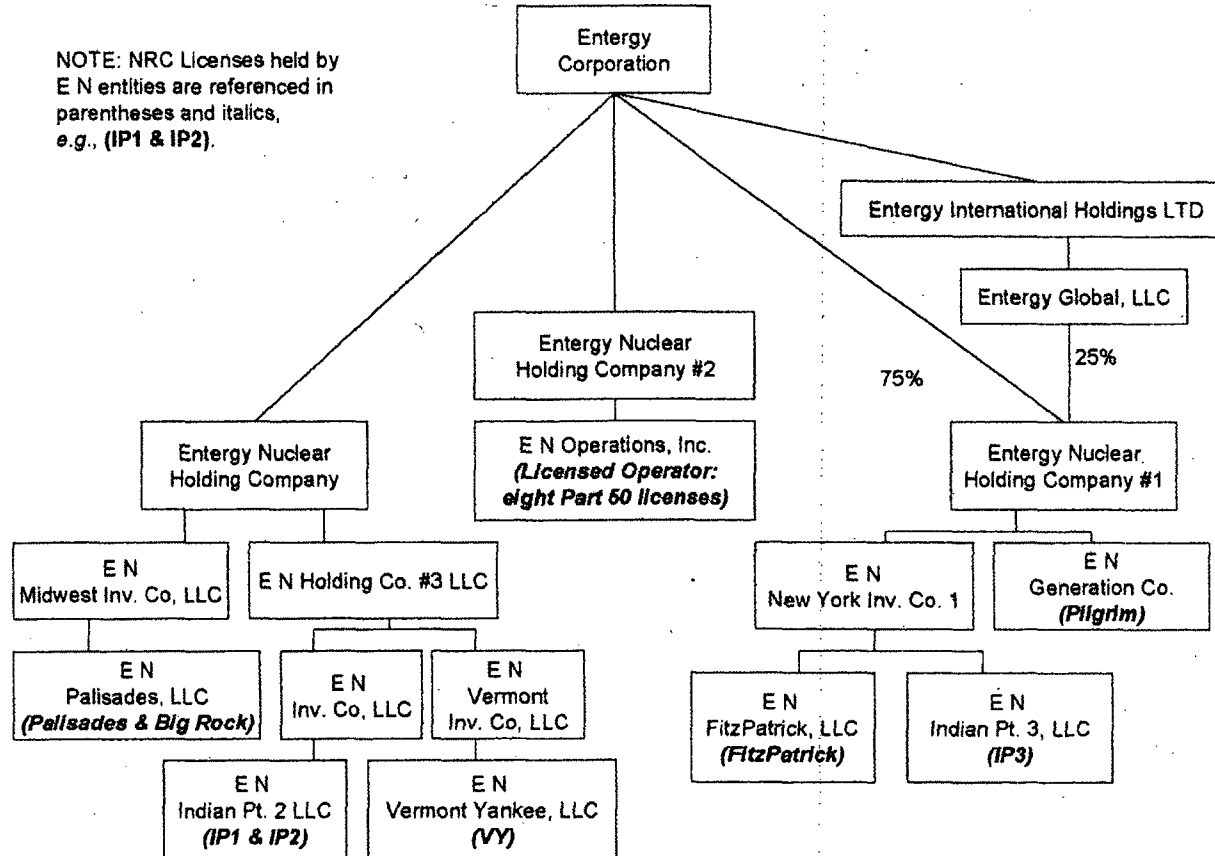 NOTE: NRC Licenses held by
E N entities are referenced in
parentheses and italics,
e.g., (IP1 & IP2).
Entergy
Corporation
Entergy International Holdings LTD
Entergy Global, LLC
25%
75%
Entergy Nuclear
Holding Company #2
E N Operations, Inc.
(Licensed Operator:
eight Part 50 licenses)
Entergy Nuclear
Holding Company
Entergy Nuclear
Holding Company #1
E N
Midwest Inv. Co, LLC
E N Holding Co. #3 LLC
E N
New York Inv. Co. 1
E N
Generation Co.
(Pilgrim)
E N
Palisades, LLC
(Palisades & Big Rock)
E N
Inv. Co, LLC
E N
Vermont
Inv. Co, LLC
E N
FitzPatrick, LLC
(FitzPatrick)
E N
Indian Pt. 3, LLC
(IP3)
E N
Indian Pt. 2 LLC
(IP1 & IP2)
E N
Vermont Yankee, LLC
(VY)